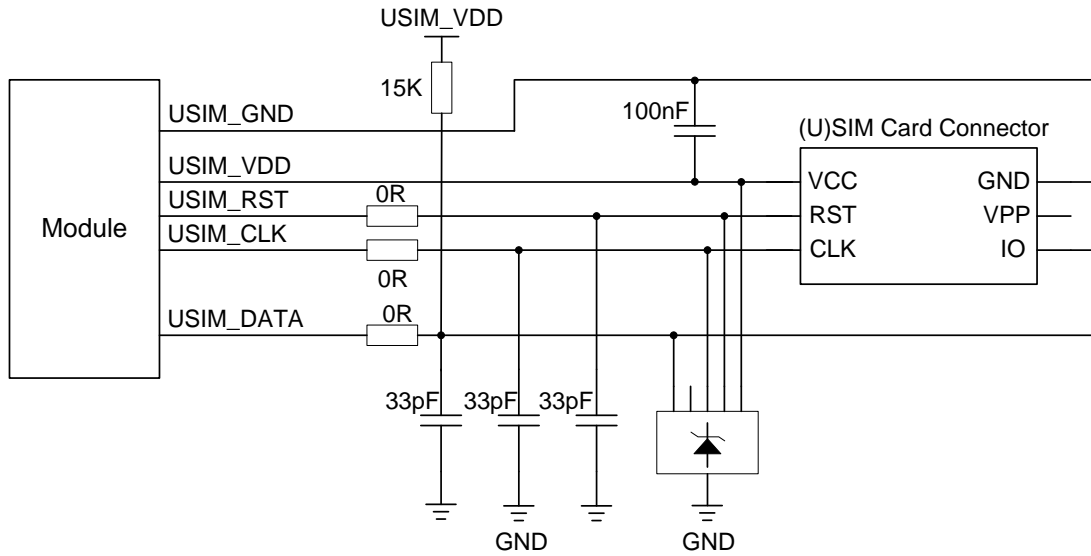 USIM_VDD
15K
USIM_GND
100nF
(U)SIM Card Connector
USIM_VDD
VCC
GND
USIM_RST
0R
RST
VPP
Module
USIM_CLK
CLK
IO
0R
USIM_DATA
0R
33pF
33pF
33pF
GND
GND